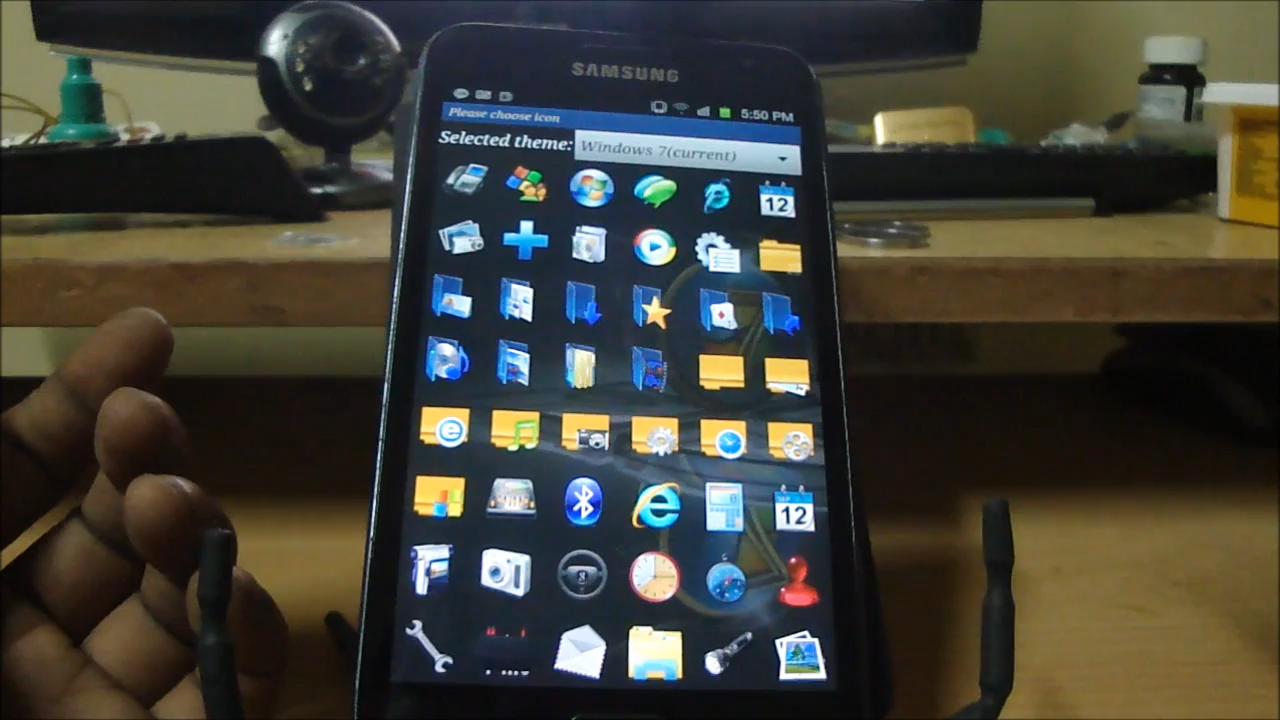 SAMSUNG
5:50 PM
Please choose icon
Selected theme: Windows 7(current)
12
12